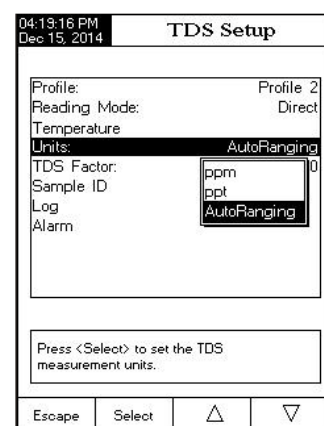 04:19:16 PM
Dec 15, 2014
TDS Setup
Profile: Profile 2
Reading Mode: Direct
Temperature
Units: AutoRanging
TDS Factor: 0
ppm
Sample ID
ppt
Log
AutoRanging
Alarm
Press <Select> to set the TDS
measurement units.
Escape Select △ ▽